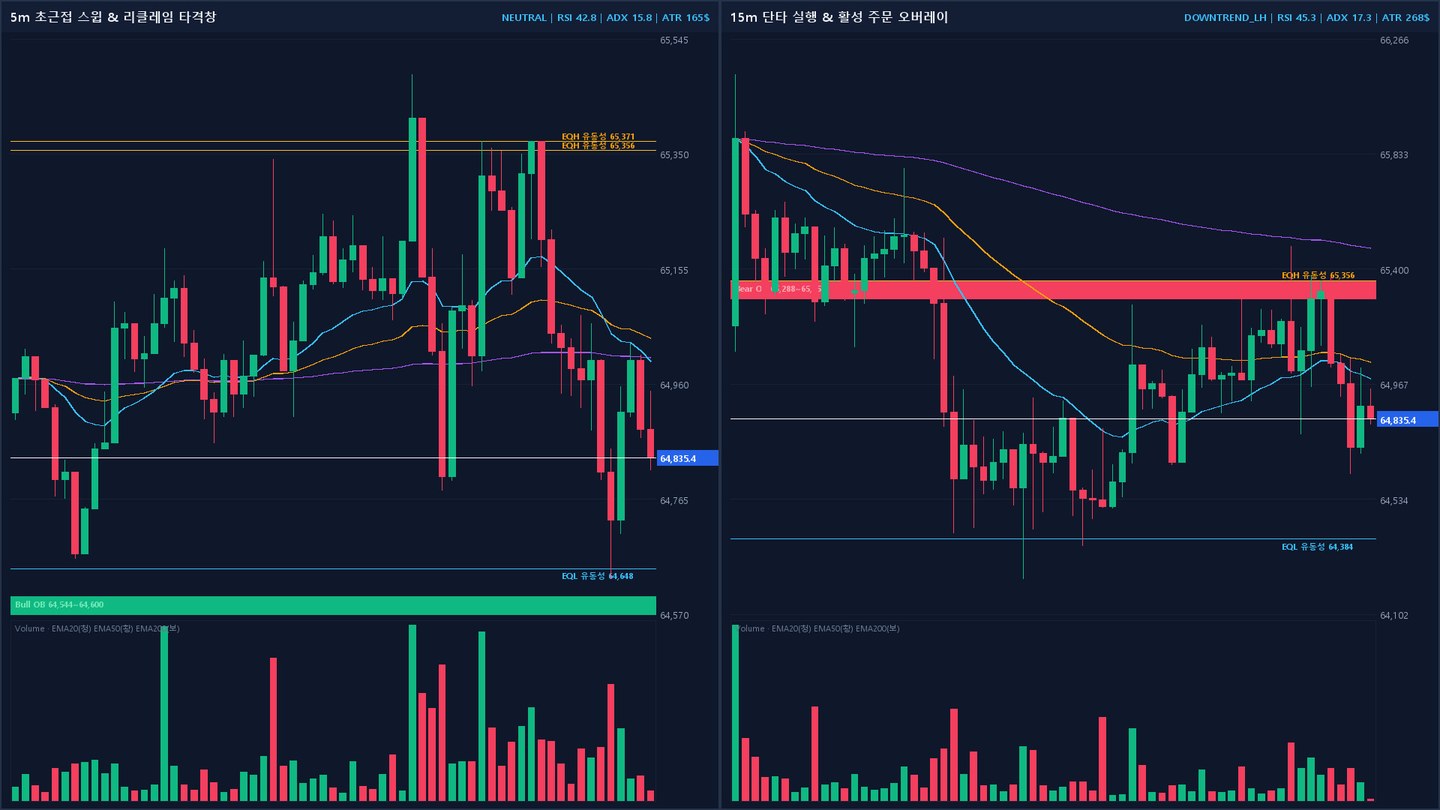 5m 초근접 스윕 & 리클레임 타격창
NEUTRAL | RSI 42.8 | ADX 15.8 | ATR 165$
65,545
EQH 유동성 65,371
EQH 유동성 65,356
65,350
65,155
64,960
64,835.4
64,765
EQL 유동성 64,648
Bull OB 64,544~64,600
64,570
Volume · EMA20(청) EMA50(황) EMA200(보)
15m 단타 실행 & 활성 주문 오버레이
DOWNTREND_LH | RSI 45.3 | ADX 17.3 | ATR 268$
66,266
65,833
65,400
EQH 유동성 65,356
64,967
64,835.4
64,534
EQL 유동성 64,384
64,102
Volume · EMA20(청) EMA50(황) EMA200(보)